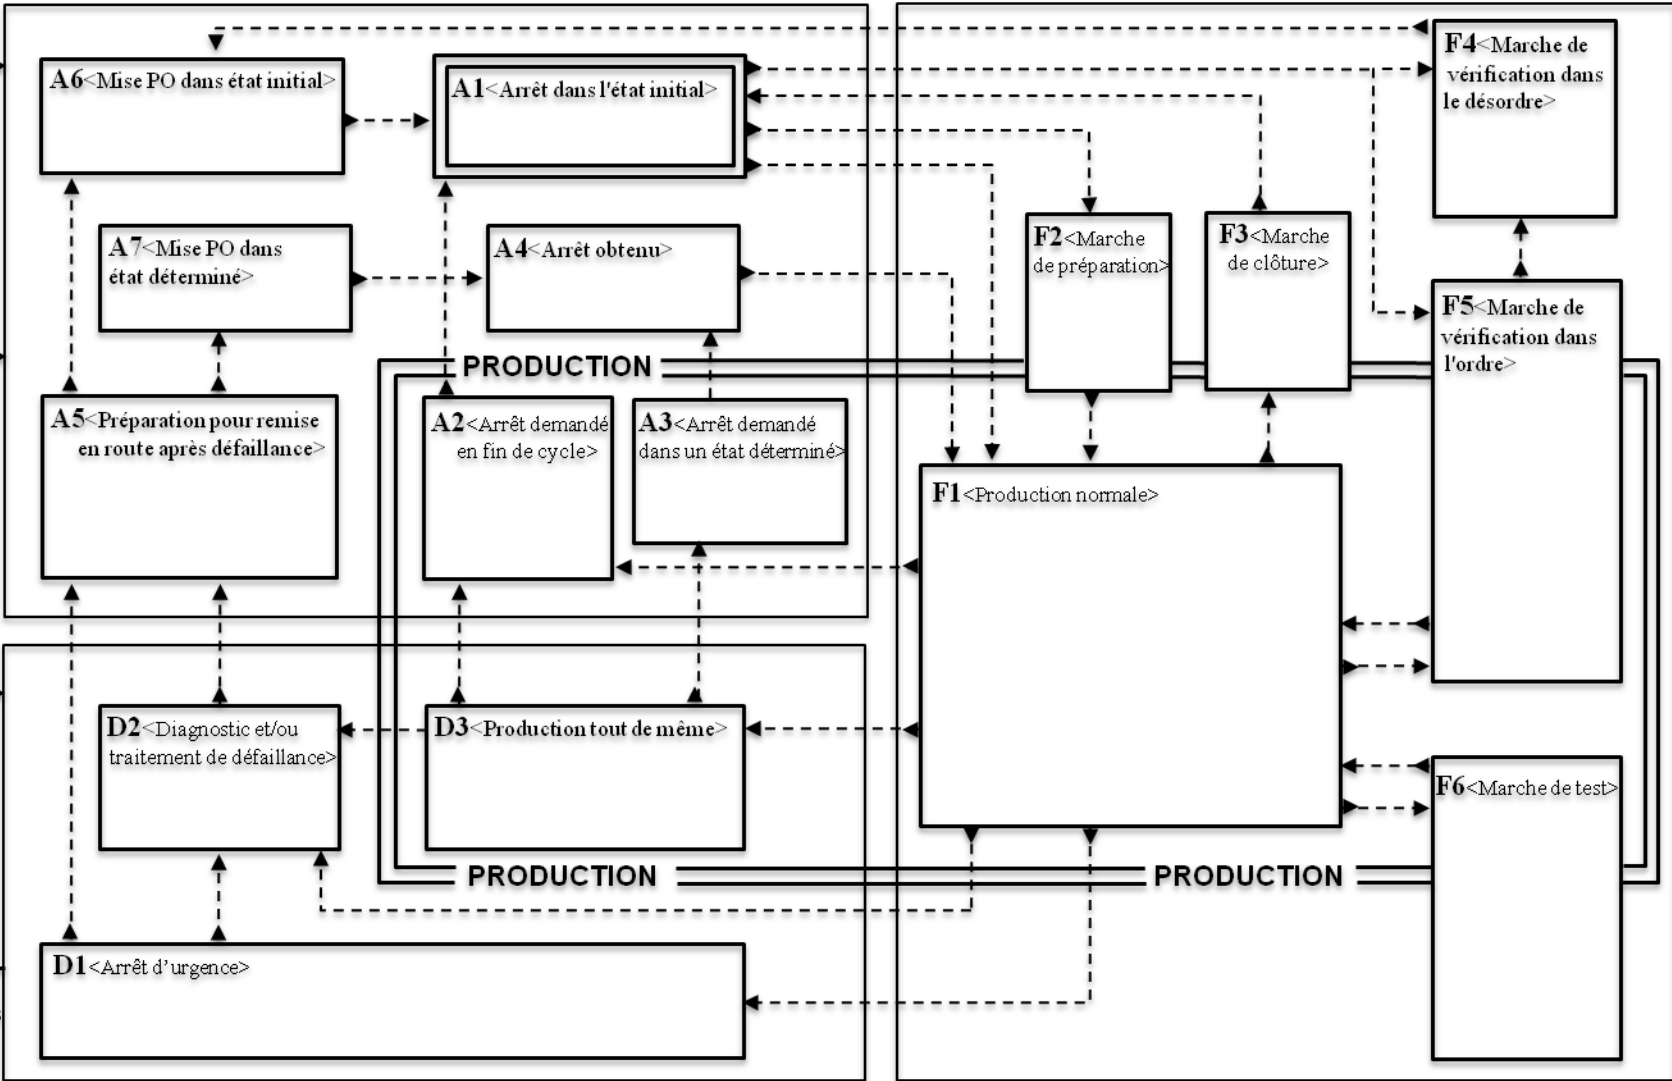 A6<Mise PO dans état initial>
A1<Arrêt dans l'état initial>
F4<Marche de
vérification dans
le désordre>
A7<Mise PO dans
état déterminé>
A4<Arrêt obtenu>
F2<Marche
de préparation>
F3<Marche
de clôture>
F5<Marche de
vérification dans
l'ordre>
PRODUCTION
A5<Préparation pour remise
en route après défaillance>
A2<Arrêt demandé
en fin de cycle>
A3<Arrêt demandé
dans un état déterminé>
F1<Production normale>
D2<Diagnostic et/ou
traitement de défaillance>
D3<Production tout de même>
F6<Marche de test>
PRODUCTION
PRODUCTION
D1<Arrêt d’urgence>